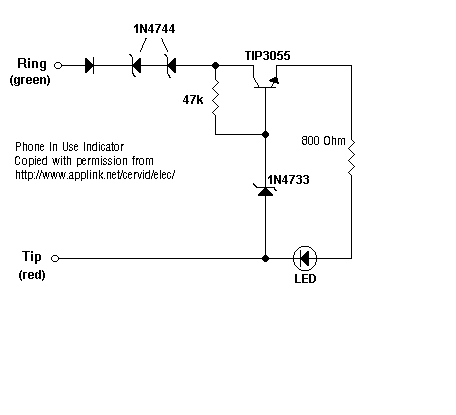 1N4744
Ring
(green)
TIP3055
47k
800 Ohm
Phone In Use Indicator
Copied with permission from
http://www.applink.net/cervid/elec/
1N4733
Tip
(red)
LED